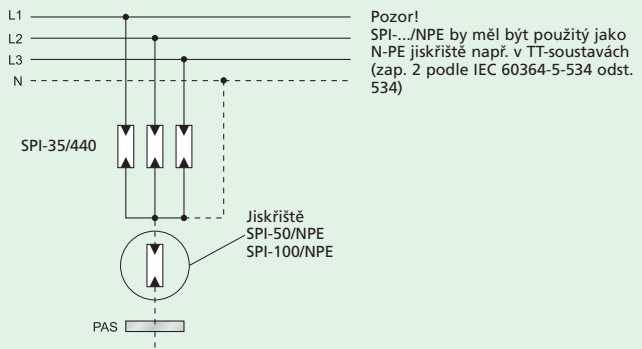 L1
L2
L3
N
Pozor!
SPI-.../NPE by měl být použitý jako
N-PE jiskřiště např. v TT-soustavách
(zap. 2 podle IEC 60364-5-534 odst.
534)
SPI-35/440
Jiskřiště
SPI-50/NPE
SPI-100/NPE
PAS